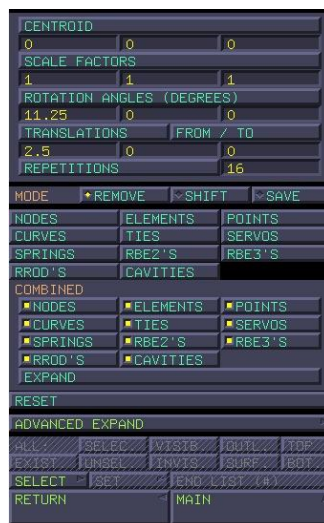 CENTROID
0 0 0
SCALE FACTORS
1 1 1
ROTATION ANGLES (DEGREES)
11.25 0 0
TRANSLATIONS FROM / TO
2.5 0 0
REPETITIONS 16
MODE REMOVE SHIFT SAVE
NODES ELEMENTS POINTS
CURVES TIES SERVOS
SPRINGS RBE2'S RBE3'S
RROD'S CAVITIES
COMBINED
NODES ELEMENTS POINTS
CURVES TIES SERVOS
SPRINGS RBE2'S RBE3'S
RROD'S CAVITIES
EXPAND
RESET
ADVANCED EXPAND
ALL: SELEC. VISIB. OUTL. TOP
EXIST. UNSEL. INVIS. SURF. BOT.
SELECT SET END LIST (#)
RETURN MAIN